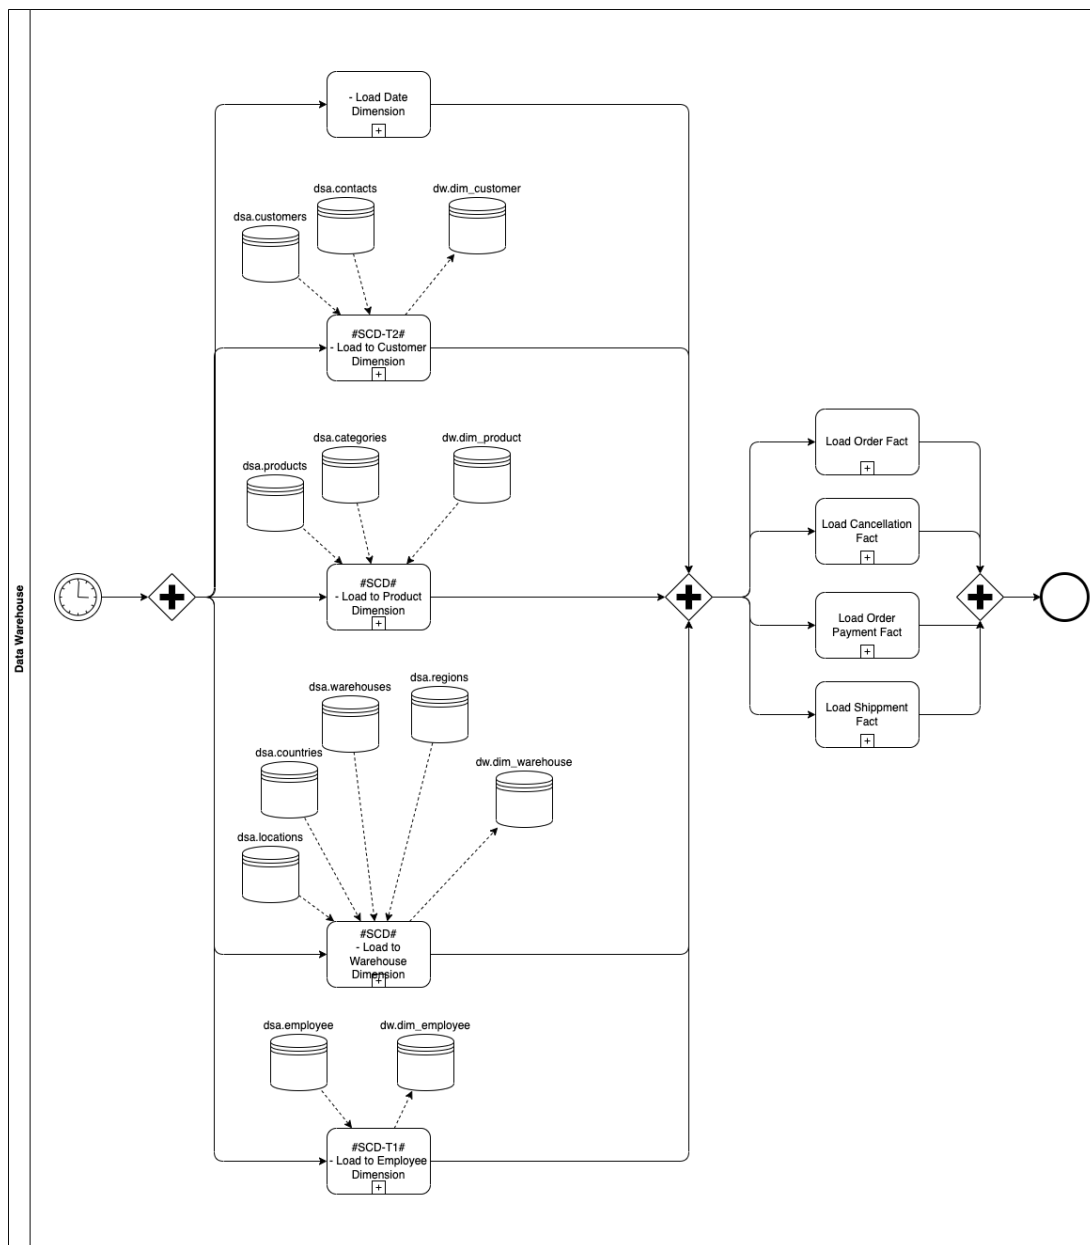 Data Warehouse
- Load Date
Dimension
dsa.contacts
dw.dim_customer
dsa.customers
#SCD-T2#
- Load to Customer
Dimension
dsa.categories
dw.dim_product
dsa.products
#SCD#
- Load to Product
Dimension
dsa.regions
dsa.warehouses
dsa.countries
dw.dim_warehouse
dsa.locations
#SCD#
- Load to
Warehouse
Dimension
dsa.employee
dw.dim_employee
#SCD-T1#
- Load to Employee
Dimension
Load Order Fact
Load Cancellation
Fact
Load Order
Payment Fact
Load Shippment
Fact